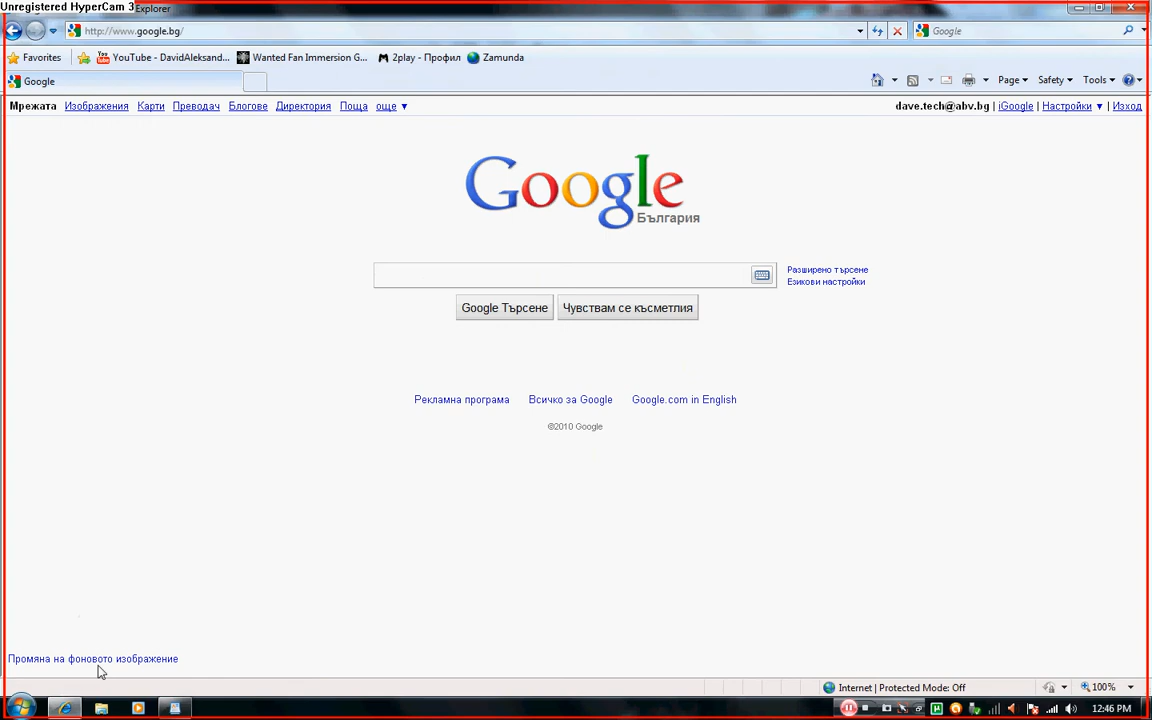 Unregistered HyperCam 3
Explorer
http://www.google.bg/
Google
Favorites
YouTube - DavidAleksand...
Wanted Fan Immersion G...
2play - Профил
Zamunda
Google
Page
Safety
Tools
Мрежата Изображения Карти Преводач Блогове Директория Поща още ▼
dave.tech@abv.bg | iGoogle | Настройки ▼ | Изход
Google
България
Разширено търсене
Езикови настройки
Google Търсене
Чувствам се късметлия
Рекламна програма
Всичко за Google
Google.com in English
©2010 Google
Промяна на фоновото изображение
Internet | Protected Mode: Off
100%
12:46 PM